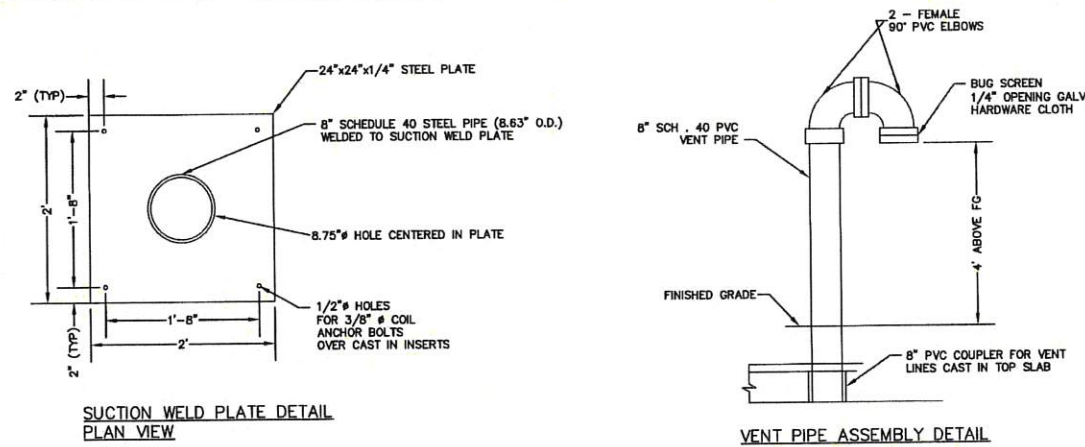 24"x24"x1/4" STEEL PLATE
2" (TYP)
8" SCHEDULE 40 STEEL PIPE (8.63" O.D.)
WELDED TO SUCTION WELD PLATE
2'
1'-8"
8.75"ø HOLE CENTERED IN PLATE
1/2"ø HOLES
FOR 3/8" ø COIL
ANCHOR BOLTS
OVER CAST IN INSERTS
1'-8"
2'
2" (TYP)
SUCTION WELD PLATE DETAIL
PLAN VIEW
2 - FEMALE
90° PVC ELBOWS
BUG SCREEN
1/4" OPENING GALV
HARDWARE CLOTH
8" SCH . 40 PVC
VENT PIPE
4' ABOVE FG
FINISHED GRADE
8" PVC COUPLER FOR VENT
LINES CAST IN TOP SLAB
VENT PIPE ASSEMBLY DETAIL